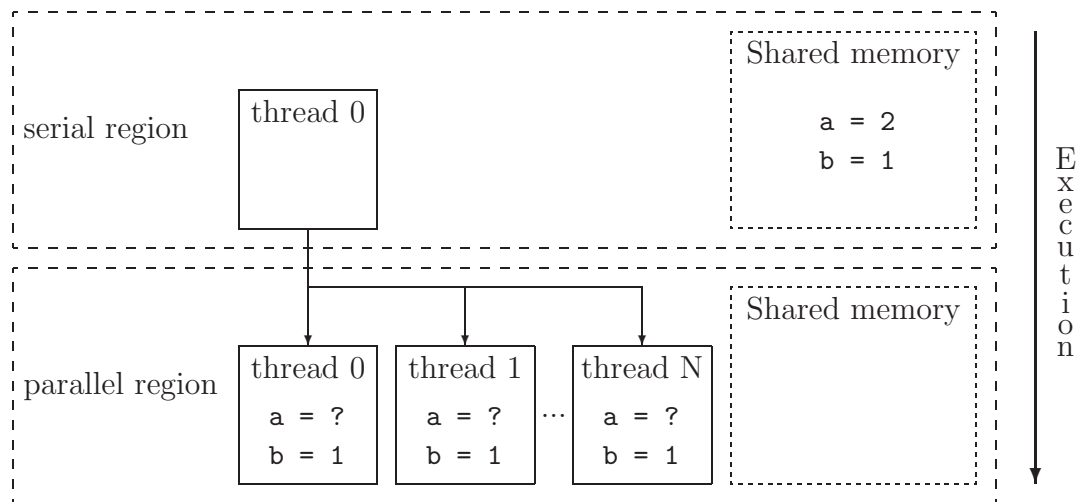 Shared memory
thread 0
serial region
a = 2
b = 1
Execution
Shared memory
thread 0
thread 1
thread N
parallel region
a = ?
a = ?
...
a = ?
b = 1
b = 1
b = 1